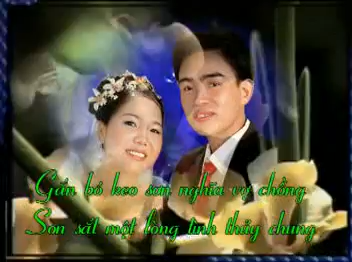 Gắn bó keo sơn nghĩa vợ chồng
Son sắt một lòng tình thủy chung